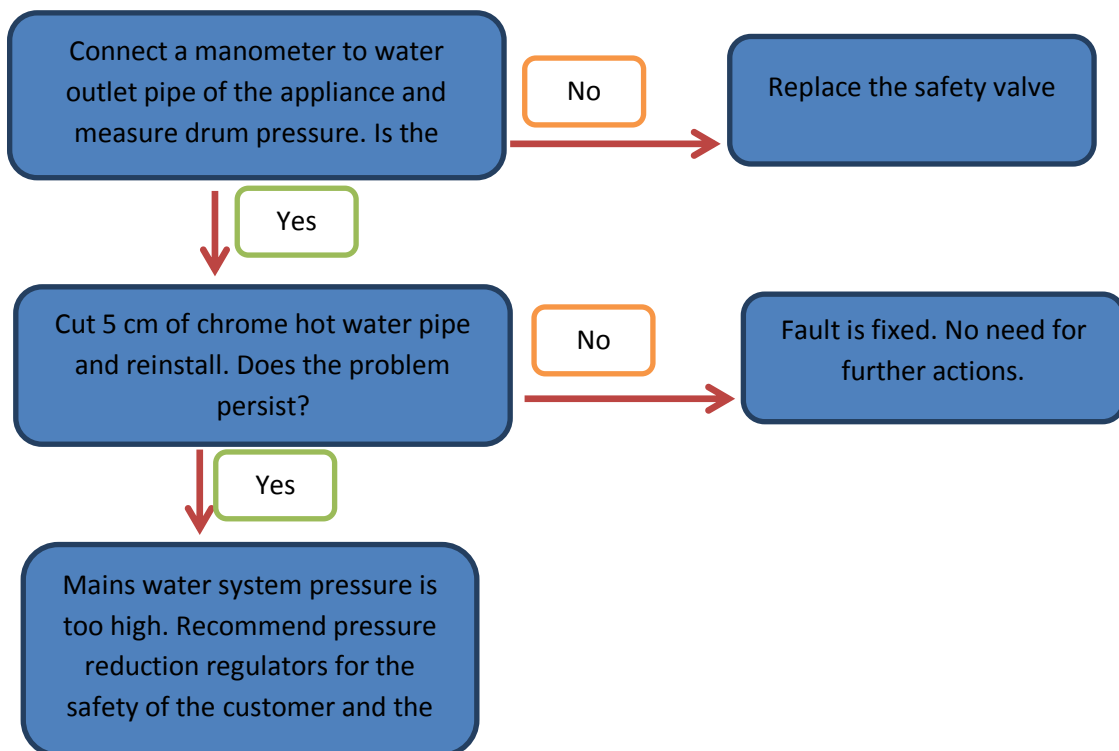 Connect a manometer to water
outlet pipe of the appliance and
measure drum pressure. Is the
No
Replace the safety valve
Yes
Cut 5 cm of chrome hot water pipe
and reinstall. Does the problem
persist?
No
Fault is fixed. No need for
further actions.
Yes
Mains water system pressure is
too high. Recommend pressure
reduction regulators for the
safety of the customer and the